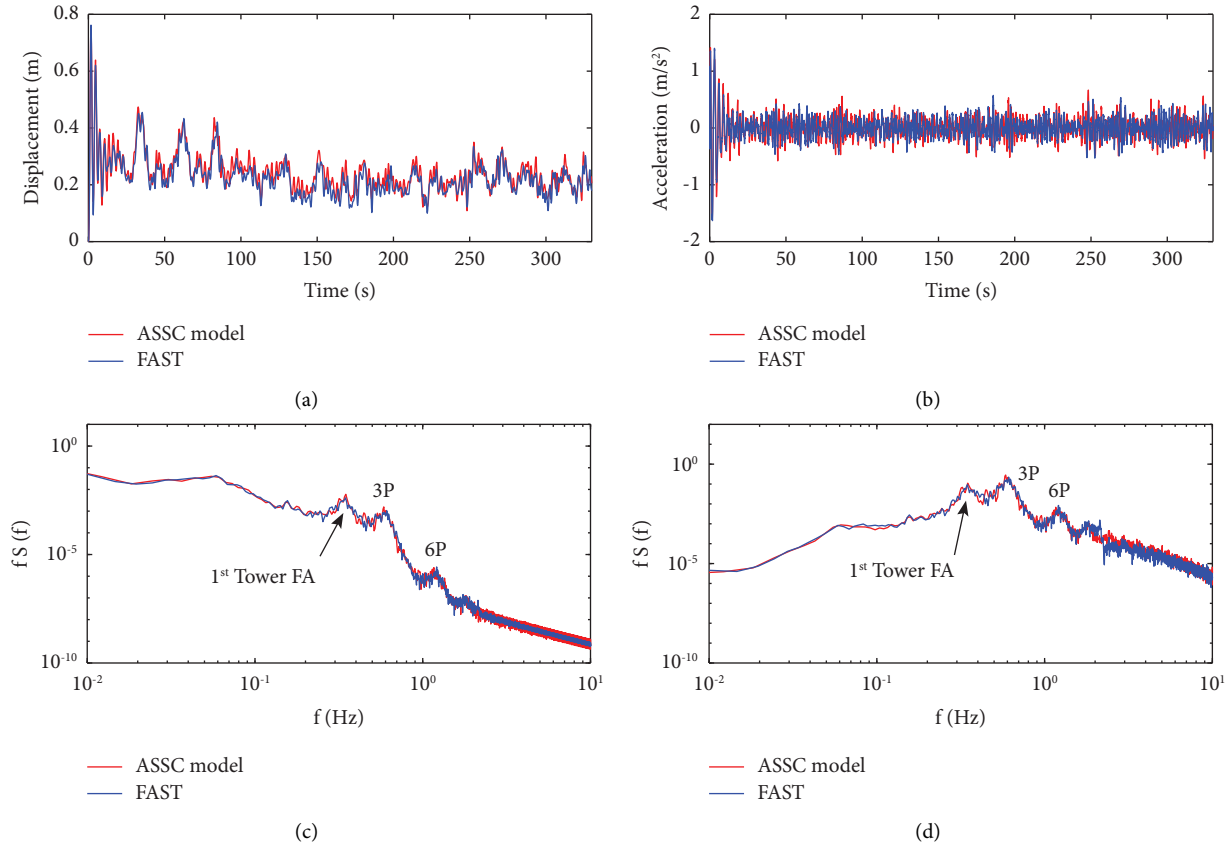 Displacement (m)
0.8
0.6
0.4
0.2
0
0 50 100 150 200 250 300
Time (s)
ASSC model
FAST
(a)
Acceleration (m/s²)
2
1
0
-1
-2
0 50 100 150 200 250 300
Time (s)
ASSC model
FAST
(b)
f S (f)
10⁰
10⁻⁵
10⁻¹⁰
3P
6P
1ˢᵗ Tower FA
10⁻² 10⁻¹ 10⁰ 10¹
f (Hz)
ASSC model
FAST
(c)
f S (f)
10⁰
10⁻⁵
10⁻¹⁰
3P
6P
1ˢᵗ Tower FA
10⁻² 10⁻¹ 10⁰ 10¹
f (Hz)
ASSC model
FAST
(d)